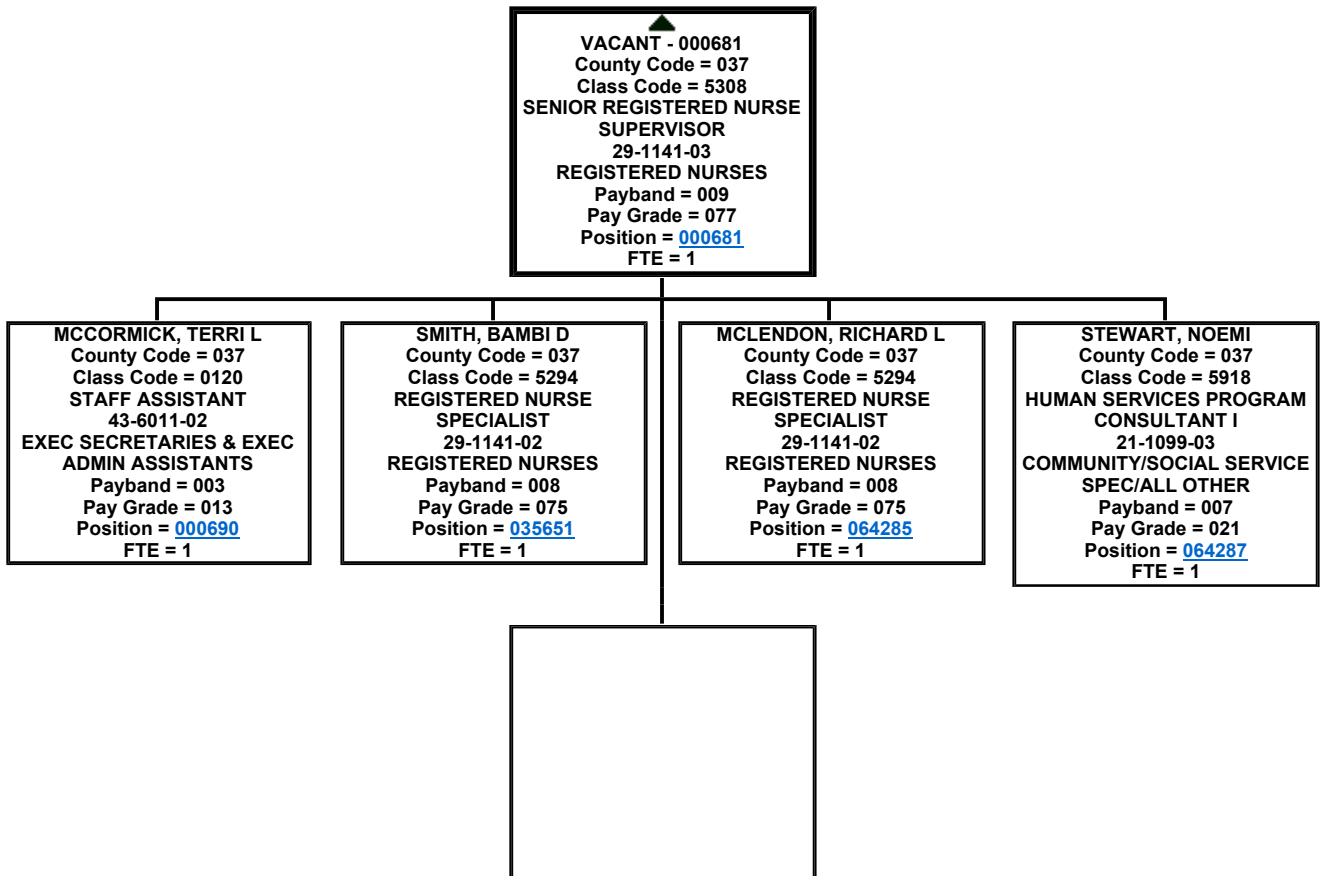 VACANT - 000681
County Code = 037
Class Code = 5308
SENIOR REGISTERED NURSE
SUPERVISOR
29-1141-03
REGISTERED NURSES
Payband = 009
Pay Grade = 077
Position = 000681
FTE = 1
MCCORMICK, TERRI L
County Code = 037
Class Code = 0120
STAFF ASSISTANT
43-6011-02
EXEC SECRETARIES & EXEC
ADMIN ASSISTANTS
Payband = 003
Pay Grade = 013
Position = 000690
FTE = 1
SMITH, BAMBI D
County Code = 037
Class Code = 5294
REGISTERED NURSE
SPECIALIST
29-1141-02
REGISTERED NURSES
Payband = 008
Pay Grade = 075
Position = 035651
FTE = 1
MCLENDON, RICHARD L
County Code = 037
Class Code = 5294
REGISTERED NURSE
SPECIALIST
29-1141-02
REGISTERED NURSES
Payband = 008
Pay Grade = 075
Position = 064285
FTE = 1
STEWART, NOEMI
County Code = 037
Class Code = 5918
HUMAN SERVICES PROGRAM
CONSULTANT I
21-1099-03
COMMUNITY/SOCIAL SERVICE
SPEC/ALL OTHER
Payband = 007
Pay Grade = 021
Position = 064287
FTE = 1